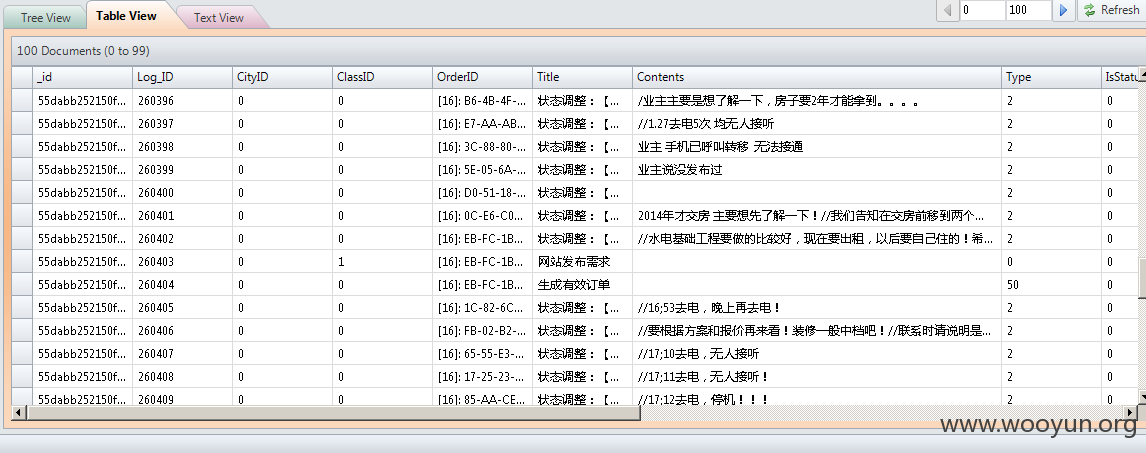 Tree View Table View Text View 0 100 Refresh
100 Documents (0 to 99)
_id Log_ID CityID ClassID OrderID Title Contents Type IsStatu
55dabb252150f... 260396 0 0 [16]: B6-4B-4F-... 状态调整：【... /业主主要是想了解一下，房子要2年才能拿到。。。。 2 0
55dabb252150f... 260397 0 0 [16]: E7-AA-AB... 状态调整：【... //1.27去电5次 均无人接听 2 0
55dabb252150f... 260398 0 0 [16]: 3C-88-80-... 状态调整：【... 业主 手机已呼叫转移 无法接通 2 0
55dabb252150f... 260399 0 0 [16]: 5E-05-6A-... 状态调整：【... 业主说没发布过 2 0
55dabb252150f... 260400 0 0 [16]: D0-51-18-... 状态调整：【... 2 0
55dabb252150f... 260401 0 0 [16]: 0C-E6-C0... 状态调整：【... 2014年才交房 主要想先了解一下！//我们告知在交房前移到两个... 2 0
55dabb252150f... 260402 0 0 [16]: EB-FC-1B... 状态调整：【... //水电基础工程要做的比较好，现在要出租，以后要自己住的！希... 2 0
55dabb252150f... 260403 0 1 [16]: EB-FC-1B... 网站发布需求 0 0
55dabb252150f... 260404 0 0 [16]: EB-FC-1B... 生成有效订单 50 0
55dabb252150f... 260405 0 0 [16]: 1C-82-6C... 状态调整：【... //16;53去电，晚上再去电！ 2 0
55dabb252150f... 260406 0 0 [16]: FB-02-B2-... 状态调整：【... //要根据方案和报价再来看！装修一般中档吧！//联系时请说明是... 2 0
55dabb252150f... 260407 0 0 [16]: 65-55-E3-... 状态调整：【... //17;10去电，无人接听 2 0
55dabb252150f... 260408 0 0 [16]: 17-25-23-... 状态调整：【... //17;11去电，无人接听！ 2 0
55dabb252150f... 260409 0 0 [16]: 85-AA-CE... 状态调整：【... //17;12去电，停机！！！ 2 0
www.wooyun.org